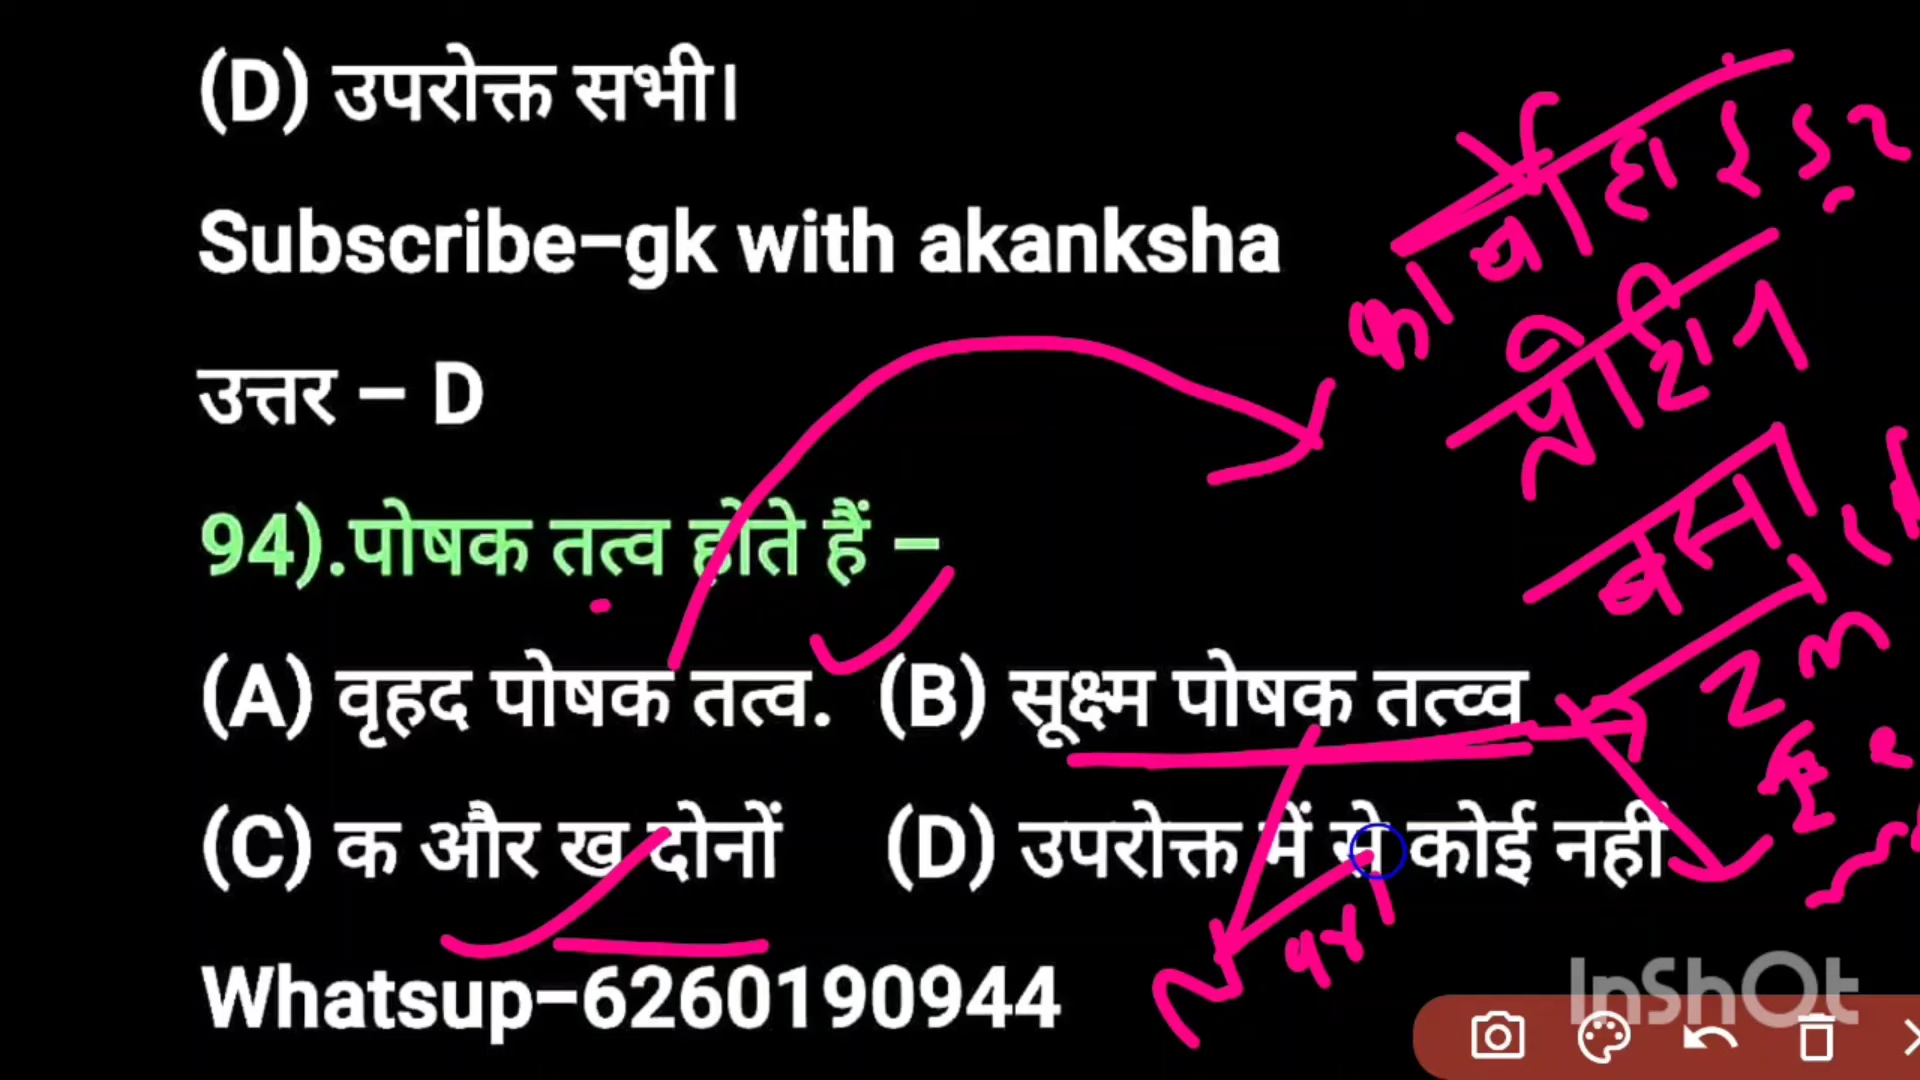 (D) उपरोक्त सभी।
Subscribe–gk with akanksha
उत्तर – D
94).पोषक तत्व होते हैं –
(A) वृहद पोषक तत्व. (B) सूक्ष्म पोषक तत्व्व
(C) क और ख दोनों (D) उपरोक्त में से कोई नही
Whatsup–6260190944
InShOt